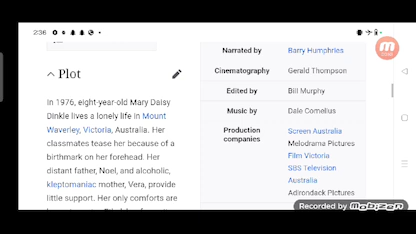 2:36
Plot
In 1976, eight-year-old Mary Daisy
Dinkle lives a lonely life in Mount
Waverley, Victoria, Australia. Her
classmates tease her because of a
birthmark on her forehead. Her
distant father, Noel, and alcoholic,
kleptomaniac mother, Vera, provide
little support. Her only comforts are
Narrated by Barry Humphries
Cinematography Gerald Thompson
Edited by Bill Murphy
Music by Dale Cornelius
Production companies Screen Australia
Melodrama Pictures
Film Victoria
SBS Television
Australia
Adirondack Pictures
Recorded by Mobizen